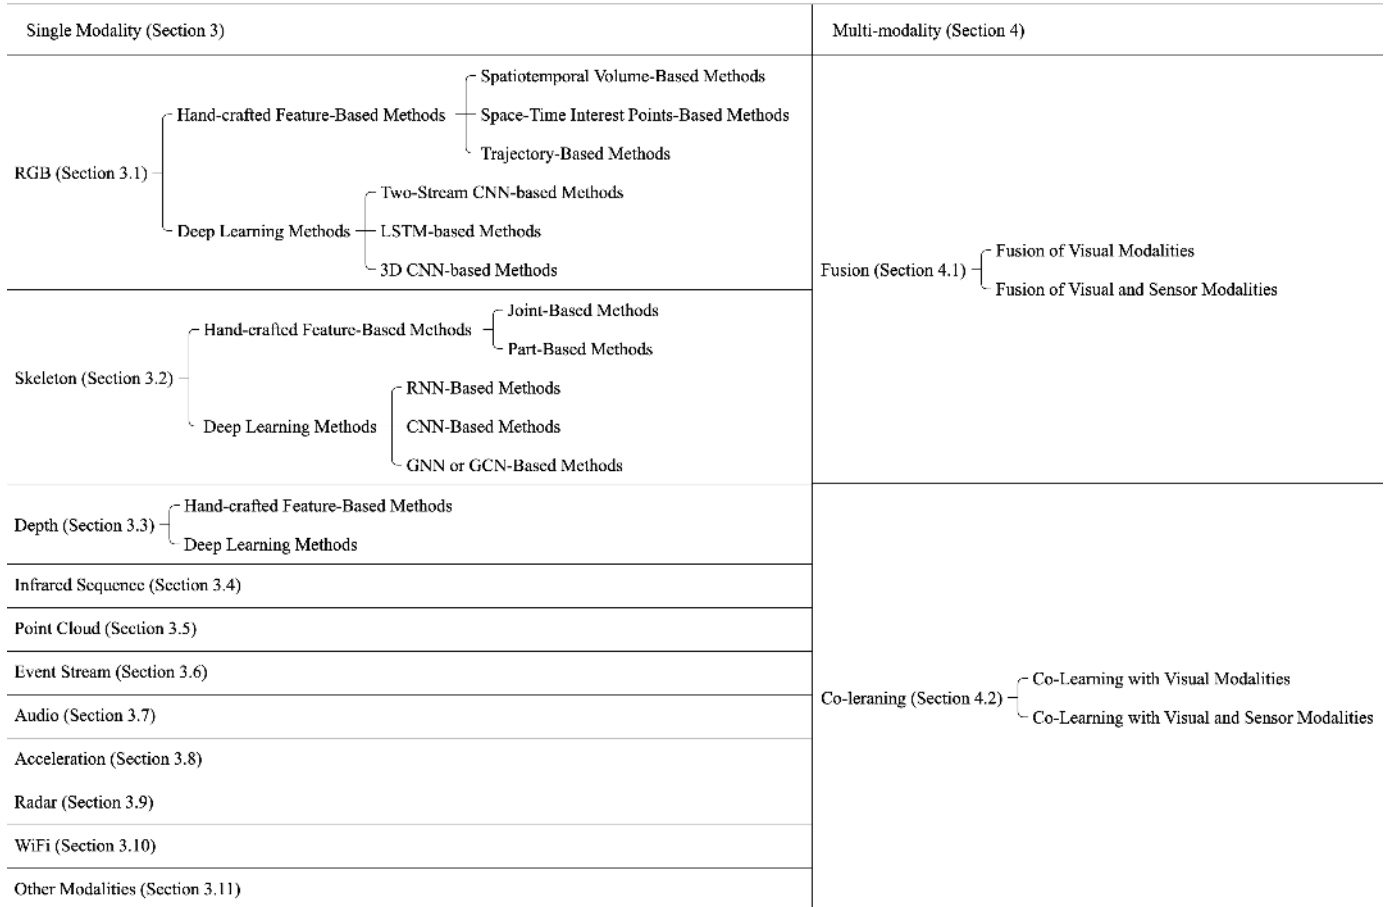 Single Modality (Section 3)
Multi-modality (Section 4)
RGB (Section 3.1)
Hand-crafted Feature-Based Methods
Spatiotemporal Volume-Based Methods
Space-Time Interest Points-Based Methods
Trajectory-Based Methods
Deep Learning Methods
Two-Stream CNN-based Methods
LSTM-based Methods
3D CNN-based Methods
Skeleton (Section 3.2)
Hand-crafted Feature-Based Methods
Joint-Based Methods
Part-Based Methods
Deep Learning Methods
RNN-Based Methods
CNN-Based Methods
GNN or GCN-Based Methods
Depth (Section 3.3)
Hand-crafted Feature-Based Methods
Deep Learning Methods
Infrared Sequence (Section 3.4)
Point Cloud (Section 3.5)
Event Stream (Section 3.6)
Audio (Section 3.7)
Acceleration (Section 3.8)
Radar (Section 3.9)
WiFi (Section 3.10)
Other Modalities (Section 3.11)
Fusion (Section 4.1)
Fusion of Visual Modalities
Fusion of Visual and Sensor Modalities
Co-leraning (Section 4.2)
Co-Learning with Visual Modalities
Co-Learning with Visual and Sensor Modalities